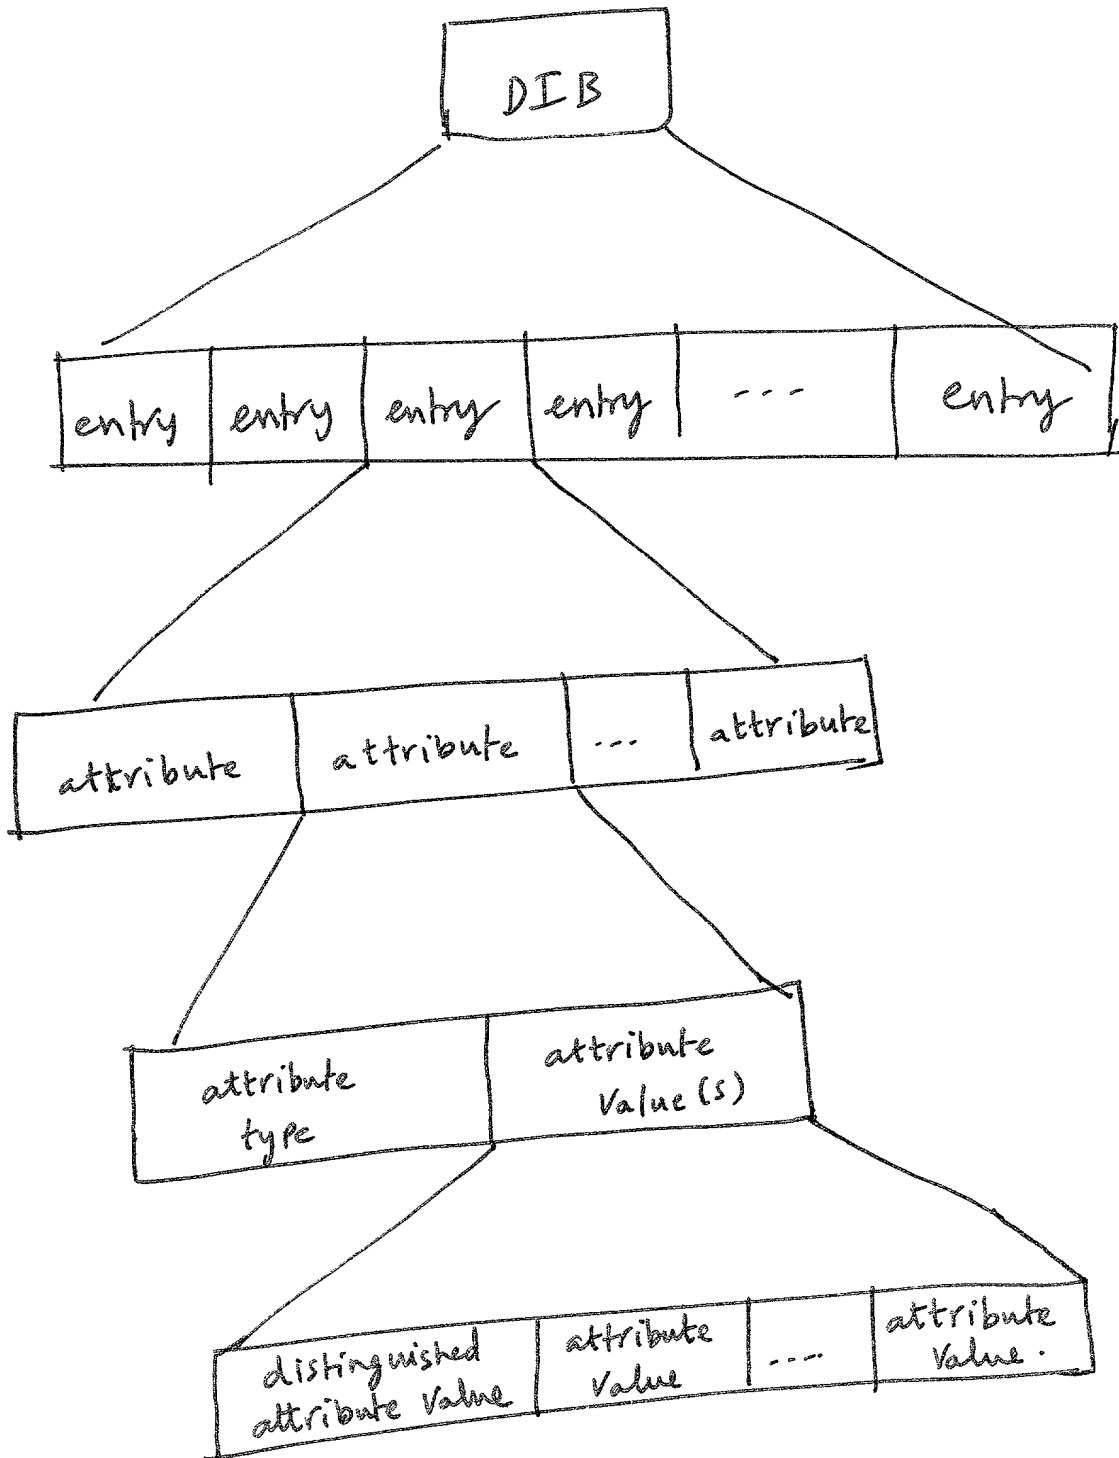 DIB
entry entry entry entry --- entry
attribute attribute ... attribute
attribute type
attribute value(s)
distinguished attribute value
attribute value
....
attribute value.